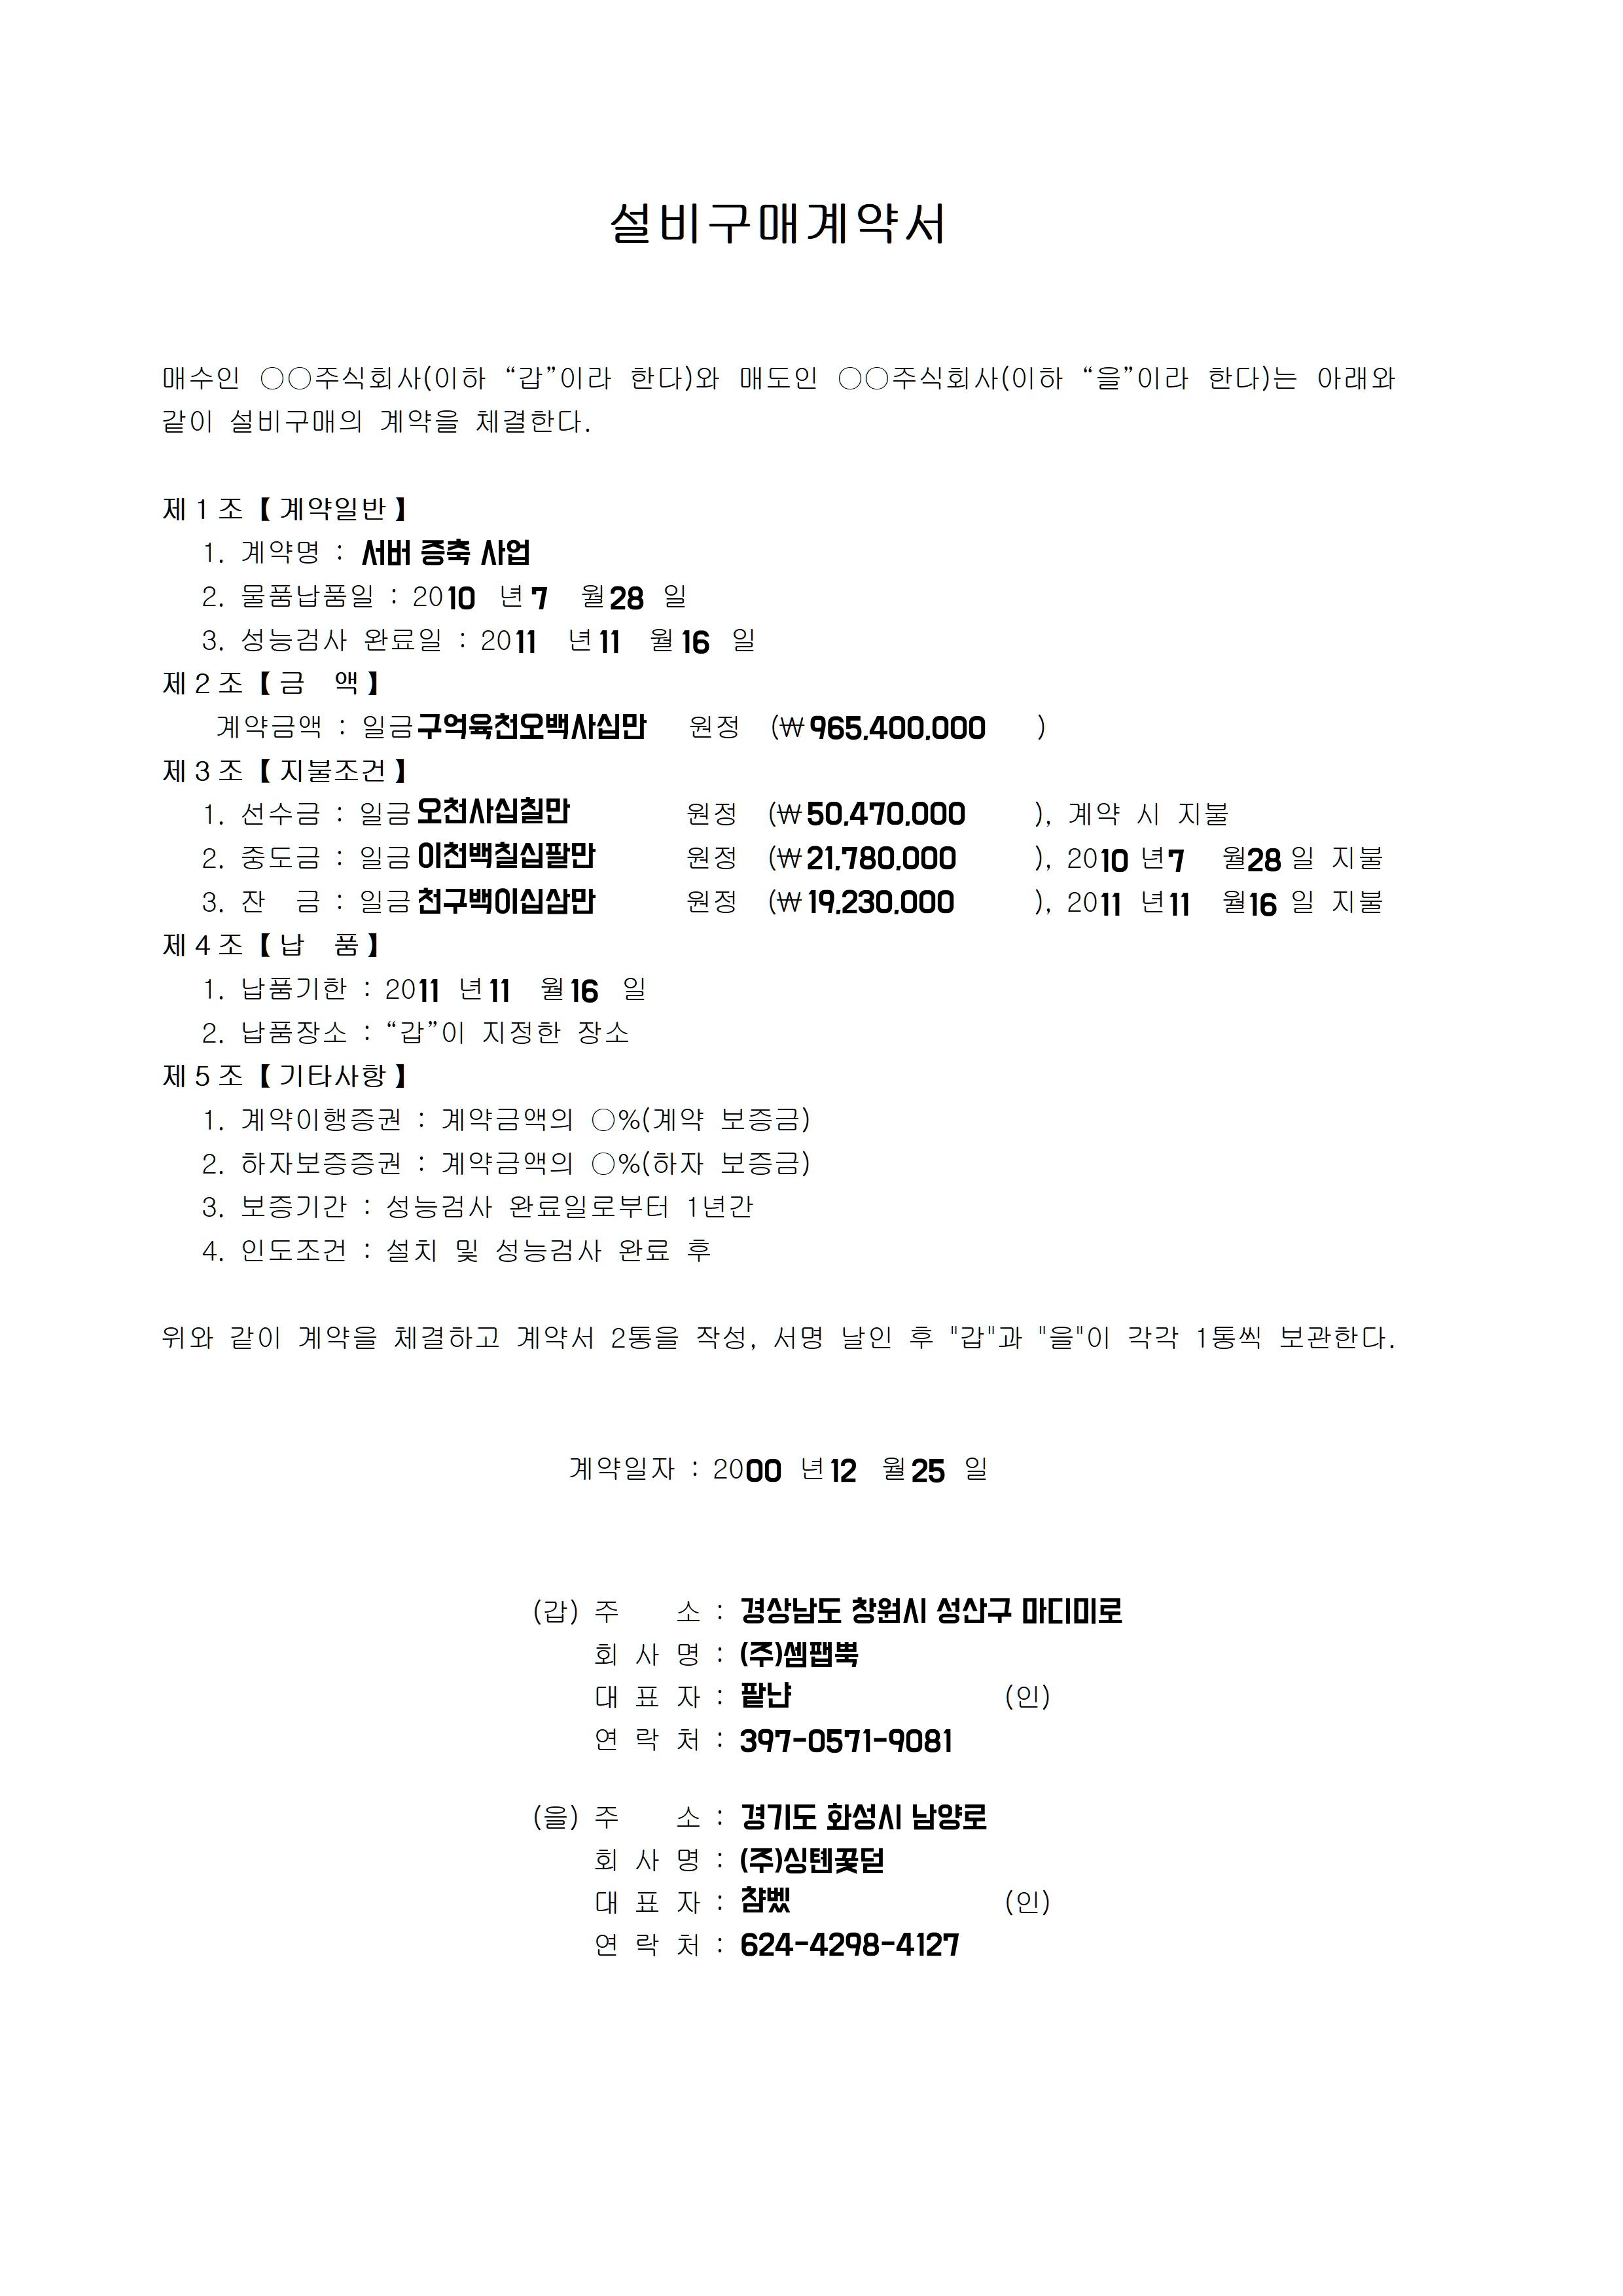 설비구매계약서
매수인 ○○주식회사(이하 “갑”이라 한다)와 매도인 ○○주식회사(이하 “을”이라 한다)는 아래와
같이 설비구매의 계약을 체결한다.
제 1 조 【 계약일반 】
1. 계약명 : 서버 증축 사업
2. 물품납품일 : 2010 년 7 월 28 일
3. 성능검사 완료일 : 2011 년 11 월 16 일
제 2 조 【 금 액 】
계약금액 : 일금 구억육천오백사십만 원정 (₩ 965,400,000 )
제 3 조 【 지불조건 】
1. 선수금 : 일금 오천사십칠만 원정 (₩ 50,470,000 ), 계약 시 지불
2. 중도금 : 일금 이천백칠십팔만 원정 (₩ 21,780,000 ), 2010 년 7 월 28 일 지불
3. 잔 금 : 일금 천구백이십삼만 원정 (₩ 19,230,000 ), 2011 년 11 월 16 일 지불
제 4 조 【 납 품 】
1. 납품기한 : 2011 년 11 월 16 일
2. 납품장소 : “갑”이 지정한 장소
제 5 조 【 기타사항 】
1. 계약이행증권 : 계약금액의 ○%(계약 보증금)
2. 하자보증증권 : 계약금액의 ○%(하자 보증금)
3. 보증기간 : 성능검사 완료일로부터 1년간
4. 인도조건 : 설치 및 성능검사 완료 후
위와 같이 계약을 체결하고 계약서 2통을 작성, 서명 날인 후 "갑"과 "을"이 각각 1통씩 보관한다.
계약일자 : 2000 년 12 월 25 일
(갑) 주 소 : 경상남도 창원시 성산구 마디미로
회 사 명 : (주)셈팹뿍
대 표 자 : 팥냔 (인)
연 락 처 : 397-0571-9081
(을) 주 소 : 경기도 화성시 남양로
회 사 명 : (주)싱텐꽃덛
대 표 자 : 챰벴 (인)
연 락 처 : 624-4298-4127